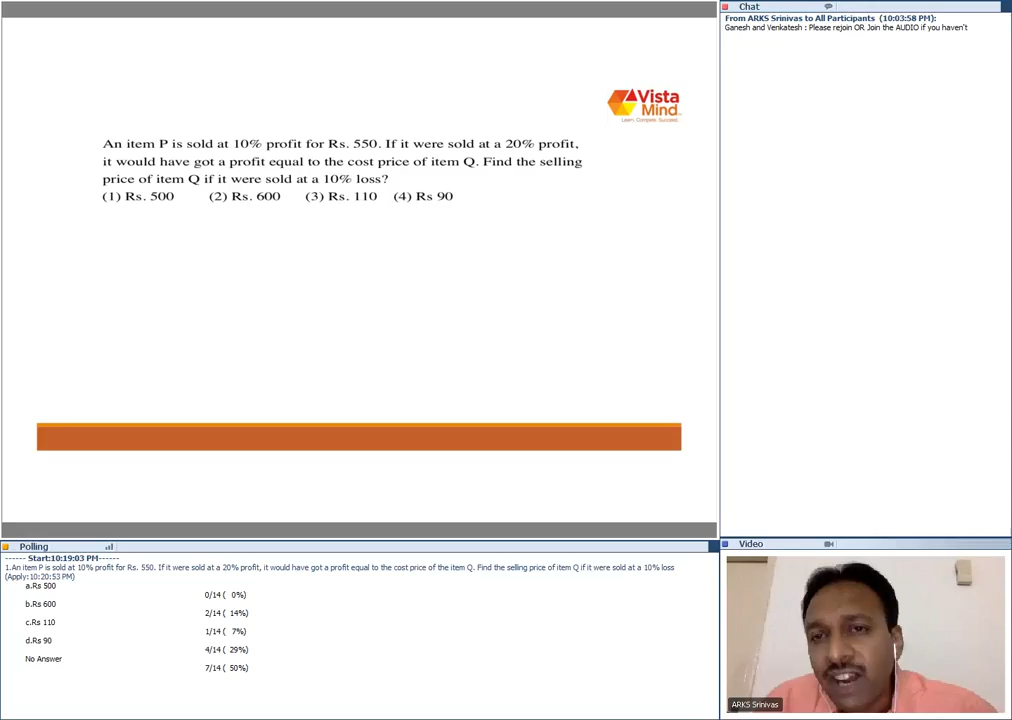 Vista
Mind
Learn. Compete. Succeed.
An item P is sold at 10% profit for Rs. 550. If it were sold at a 20% profit,
it would have got a profit equal to the cost price of item Q. Find the selling
price of item Q if it were sold at a 10% loss?
(1) Rs. 500 (2) Rs. 600 (3) Rs. 110 (4) Rs 90
Chat
From ARKS Srinivas to All Participants (10:03:58 PM):
Ganesh and Venkatesh : Please rejoin OR Join the AUDIO if you haven't
Polling
------ Start:10:19:03 PM------
1.An item P is sold at 10% profit for Rs. 550. If it were sold at a 20% profit, it would have got a profit equal to the cost price of the item Q. Find the selling price of item Q if it were sold at a 10% loss
(Apply:10:20:53 PM)
a.Rs 500
0/14 ( 0%)
b.Rs 600
2/14 ( 14%)
c.Rs 110
1/14 ( 7%)
d.Rs 90
4/14 ( 29%)
No Answer
7/14 ( 50%)
Video
ARKS Srinivas